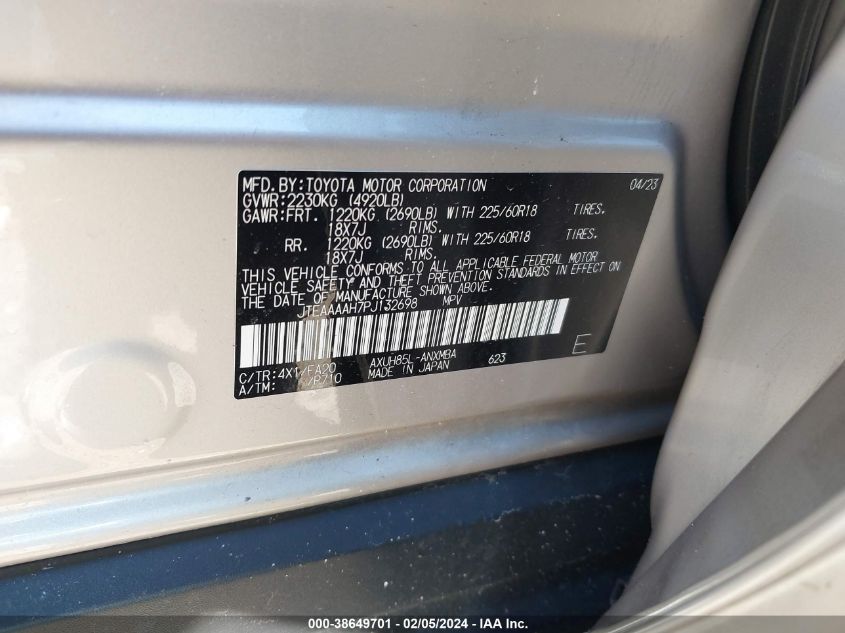 MFD.BY:TOYOTA MOTOR CORPORATION 04/23
GVWR:2230KG (4920LB)
GAWR:FRT. 1220KG (2690LB) WITH 225/60R18 TIRES.
18X7J RIMS.
RR. 1220KG (2690LB) WITH 225/60R18 TIRES.
18X7J RIMS.
THIS VEHICLE CONFORMS TO ALL APPLICABLE FEDERAL MOTOR
VEHICLE SAFETY AND THEFT PREVENTION STANDARDS IN EFFECT ON
THE DATE OF MANUFACTURE SHOWN ABOVE.
JTEAAAAH7PJ132698 MPV
C/TR:4X1/FA20 AXUH85L-ANXMBA 623 E
A/TM: /P710 MADE IN JAPAN
000-38649701 - 02/05/2024 - IAA Inc.